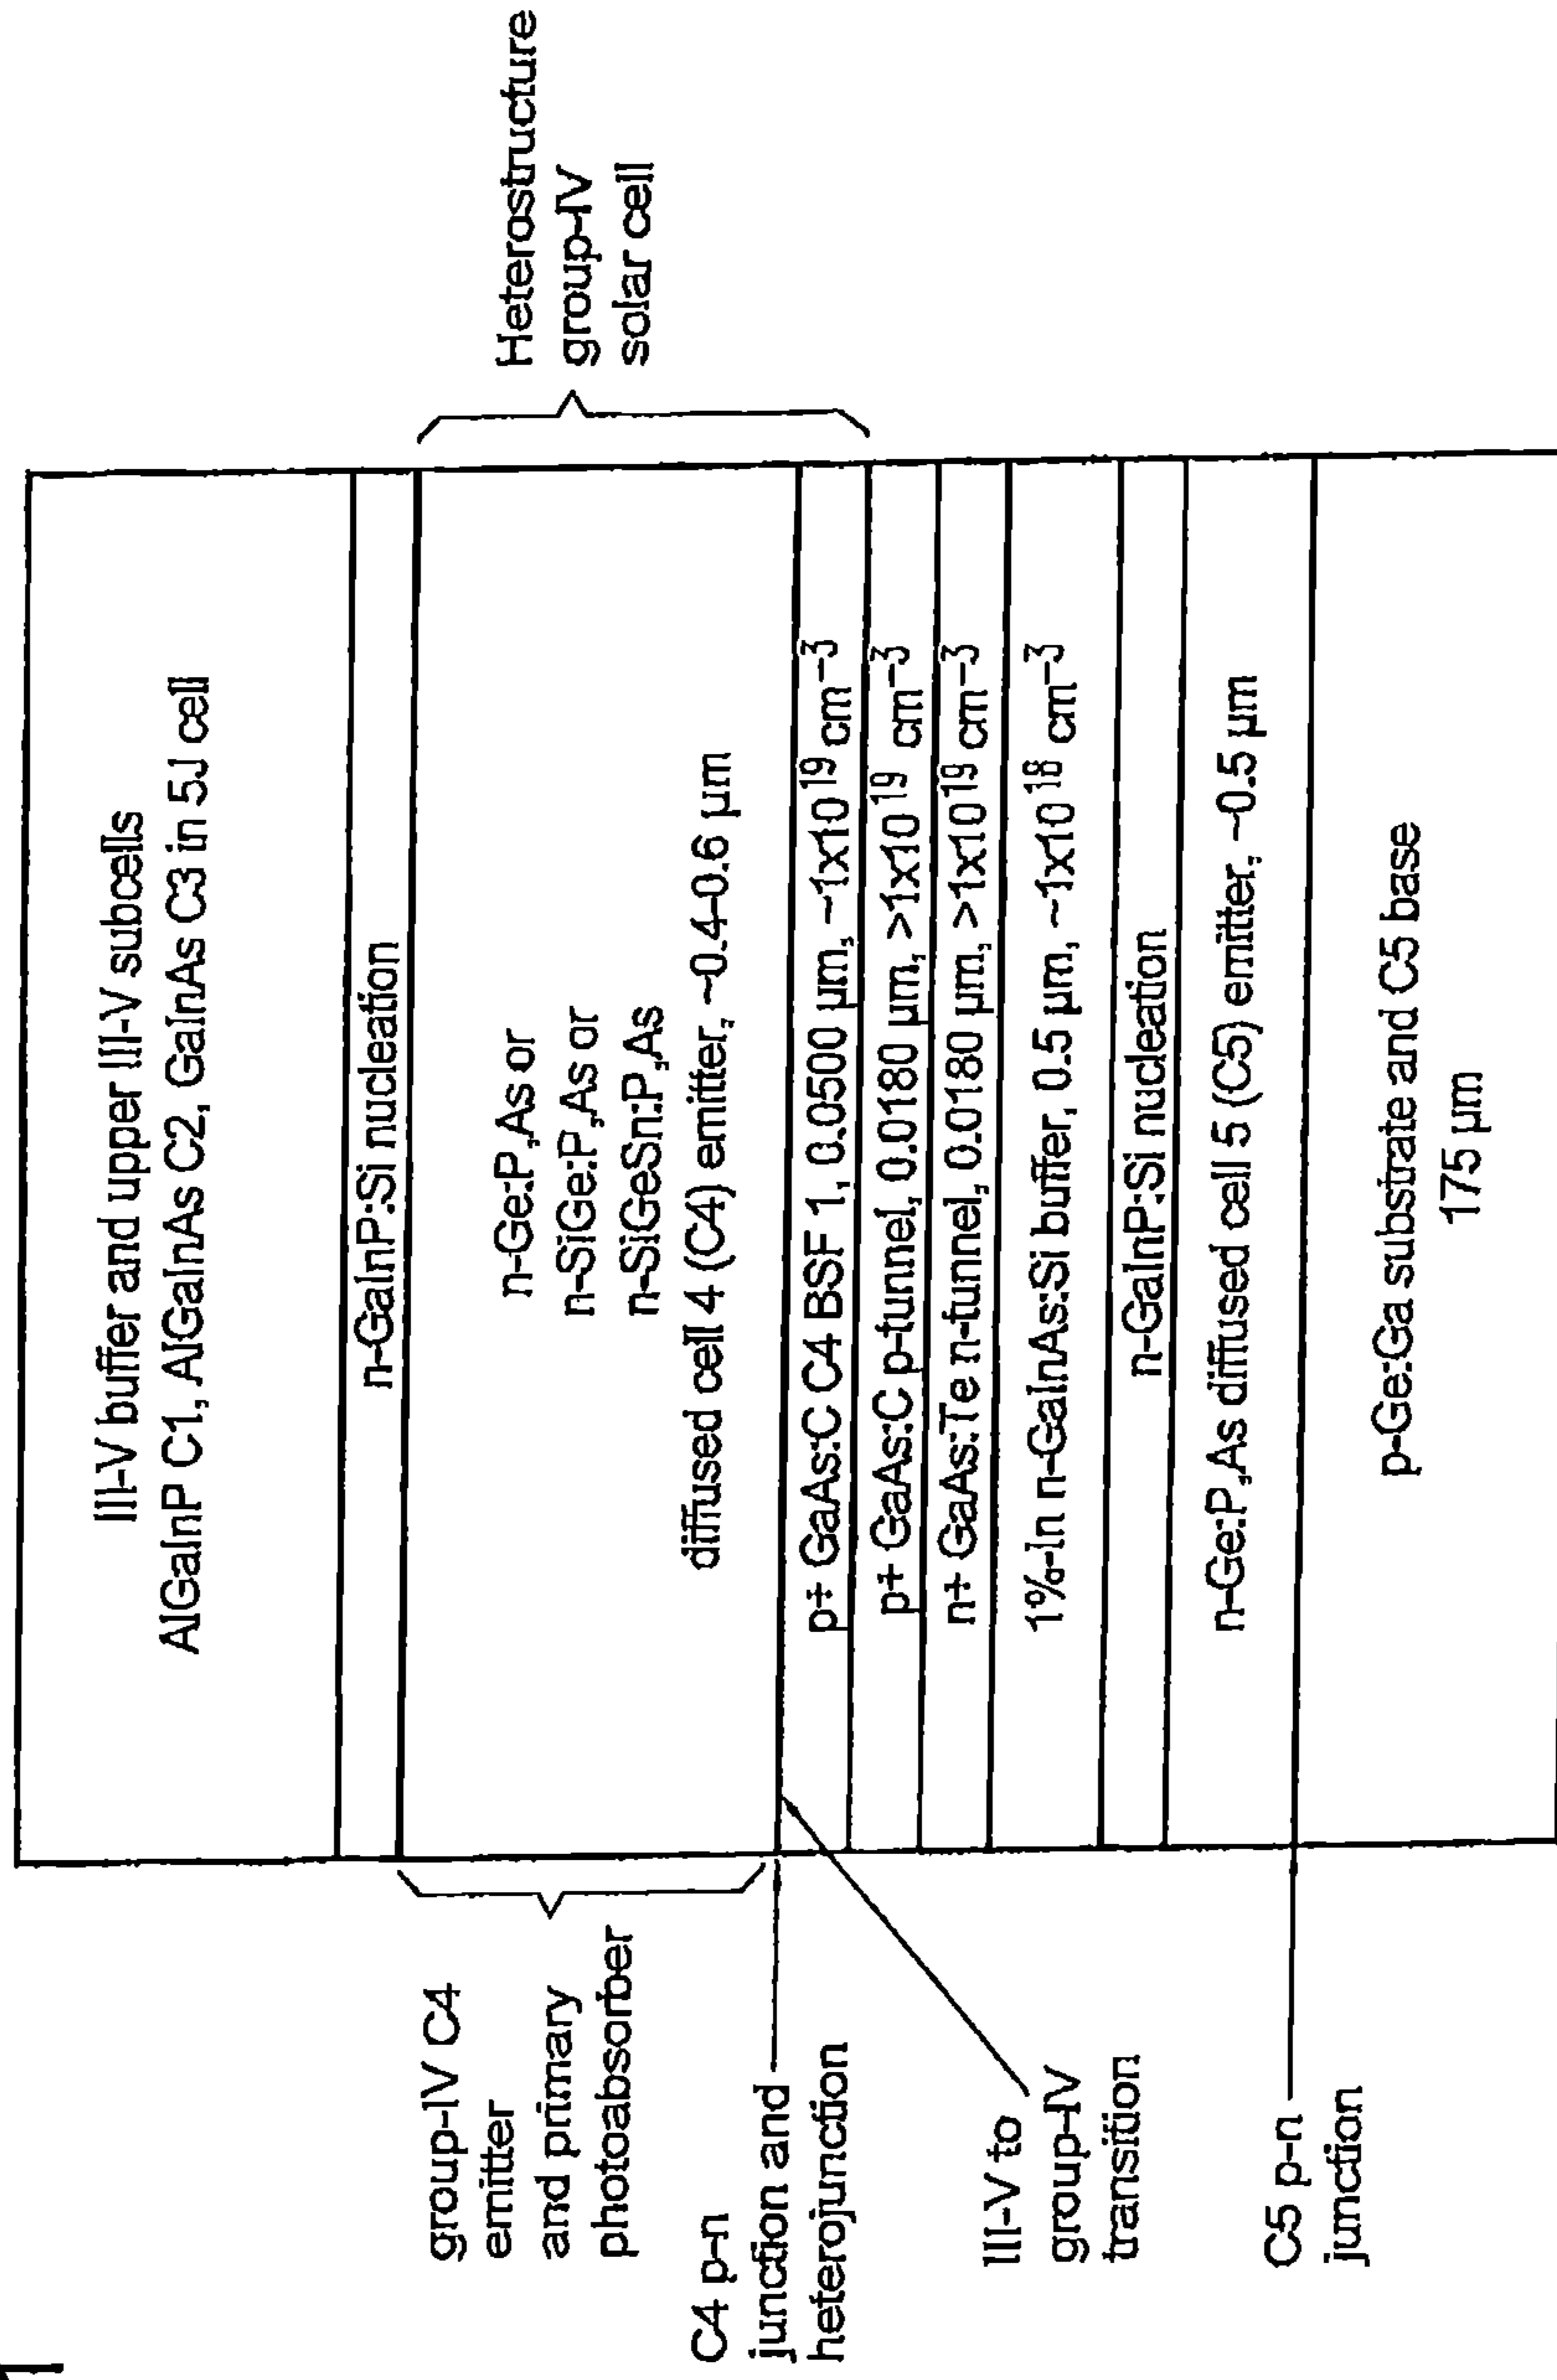 III-V buffer and upper III-V subcells
AlGaInP C1, AlGaInAs C2, GaInAs C3 in 5J cell
n-GaInP:Si nucleation
n-Ge:P,As or
n-SiGe:P,As or
n-SiGeSn:P,As
diffused cell 4 (C4) emitter, ~0.4-0.6 µm
p+ GaAs:C C4 BSF 1, 0.0500 µm, ~1x10¹⁹ cm⁻³
p+ GaAs:C p-tunnel, 0.0180 µm, >1x10¹⁹ cm⁻³
n+ GaAs:Te n-tunnel, 0.0180 µm, >1x10¹⁹ cm⁻³
1%-In n-GaInAs:Si buffer, 0.5 µm, ~1x10¹⁸ cm⁻³
n-GaInP:Si nucleation
n-Ge:P,As diffused cell 5 (C5) emitter, ~0.5 µm
p-Ge:Ga substrate and C5 base
175 µm
group-IV C4
emitter
and primary
photoabsorber
C4 p-n
junction and
heterojunction
III-V to
group-IV
transition
C5 p-n
junction
Heterostructure
group-IV
solar cell